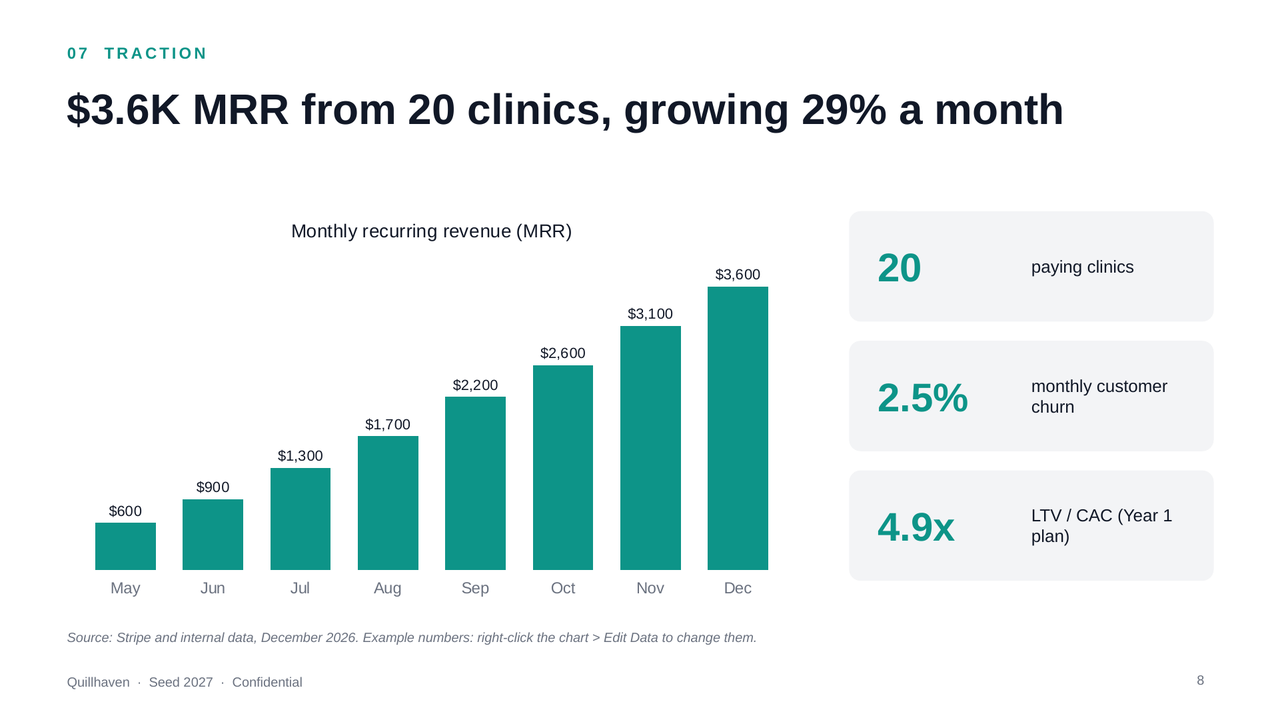 07 TRACTION
$3.6K MRR from 20 clinics, growing 29% a month
Monthly recurring revenue (MRR)
$600
$900
$1,300
$1,700
$2,200
$2,600
$3,100
$3,600
May
Jun
Jul
Aug
Sep
Oct
Nov
Dec
20
paying clinics
2.5%
monthly customer
churn
4.9x
LTV / CAC (Year 1
plan)
Source: Stripe and internal data, December 2026. Example numbers: right-click the chart > Edit Data to change them.
Quillhaven · Seed 2027 · Confidential
8